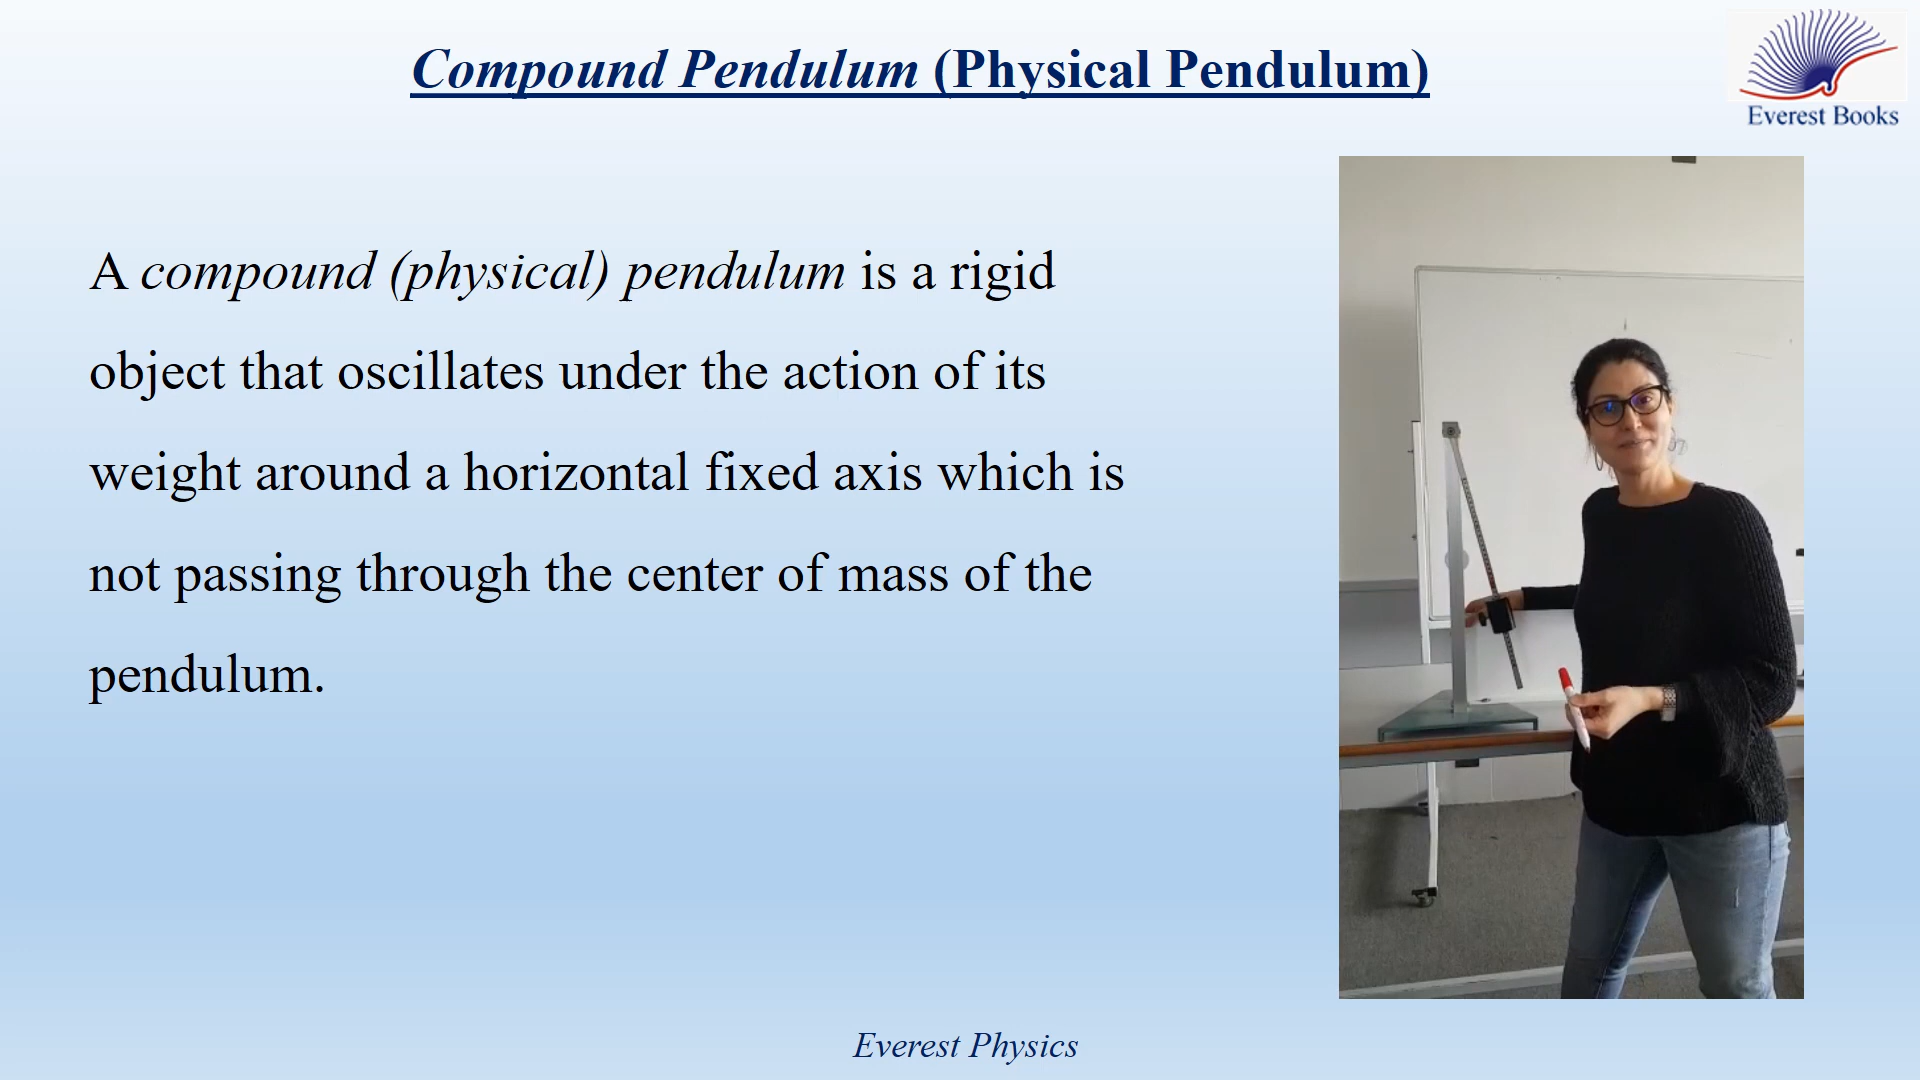 Compound Pendulum (Physical Pendulum)
Everest Books
A compound (physical) pendulum is a rigid
object that oscillates under the action of its
weight around a horizontal fixed axis which is
not passing through the center of mass of the
pendulum.
Everest Physics